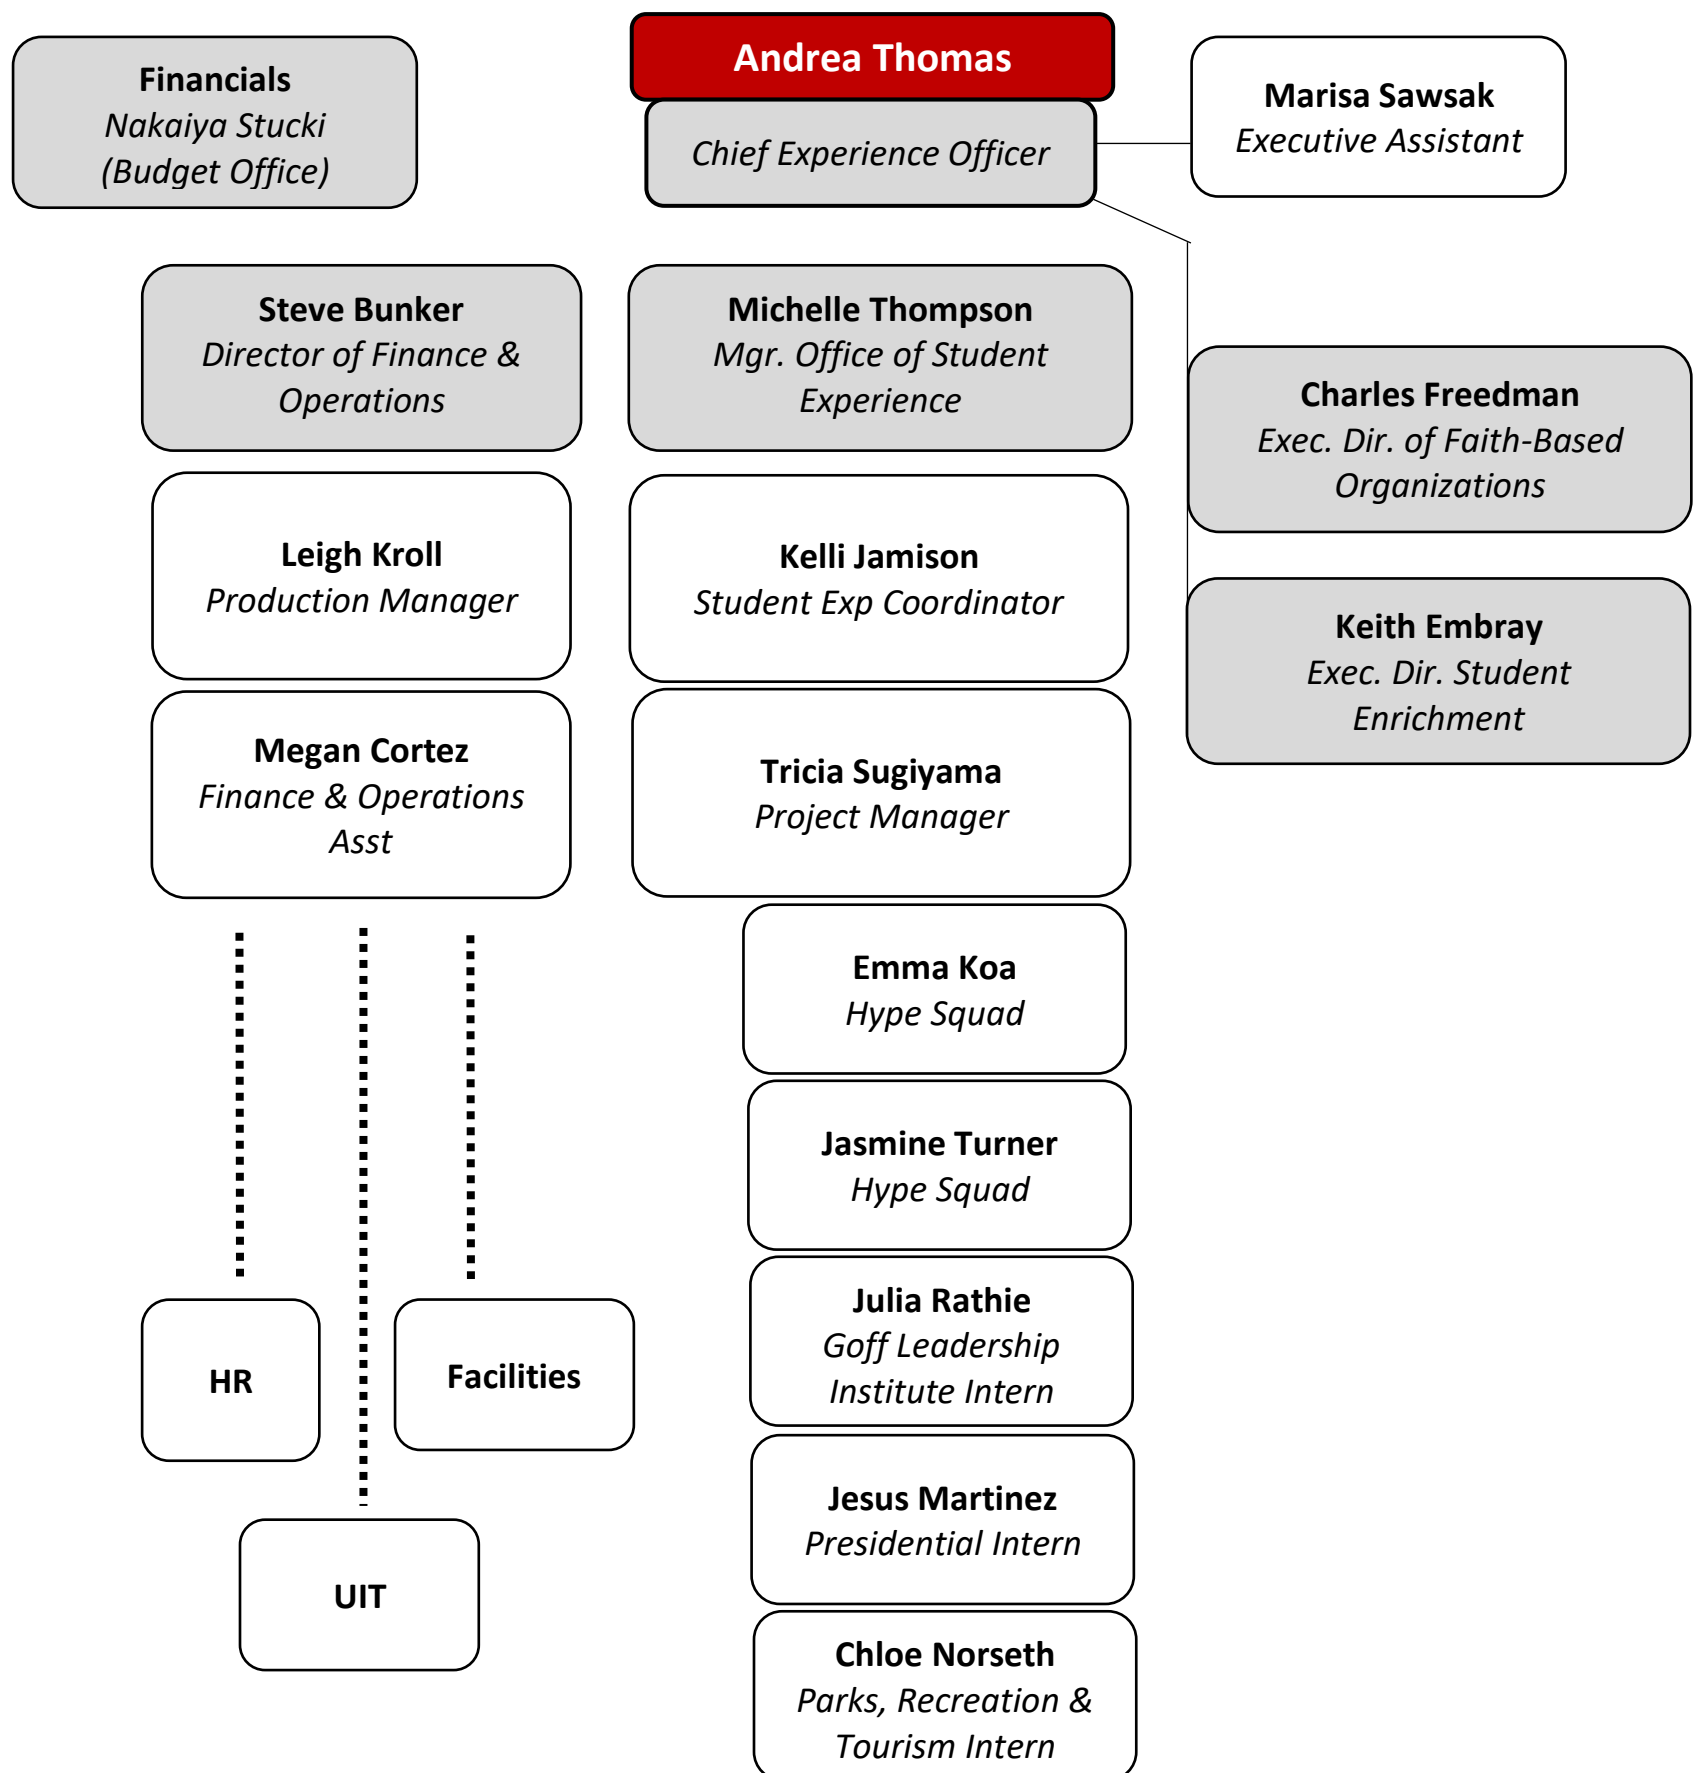 Financials
Nakaiya Stucki
(Budget Office)
Andrea Thomas
Chief Experience Officer
Marisa Sawsak
Executive Assistant
Steve Bunker
Director of Finance &
Operations
Michelle Thompson
Mgr. Office of Student
Experience
Charles Freedman
Exec. Dir. of Faith-Based
Organizations
Leigh Kroll
Production Manager
Kelli Jamison
Student Exp Coordinator
Keith Embray
Exec. Dir. Student
Enrichment
Megan Cortez
Finance & Operations
Asst
Tricia Sugiyama
Project Manager
Emma Koa
Hype Squad
Jasmine Turner
Hype Squad
Julia Rathie
Goff Leadership
Institute Intern
HR
Facilities
Jesus Martinez
Presidential Intern
UIT
Chloe Norseth
Parks, Recreation &
Tourism Intern